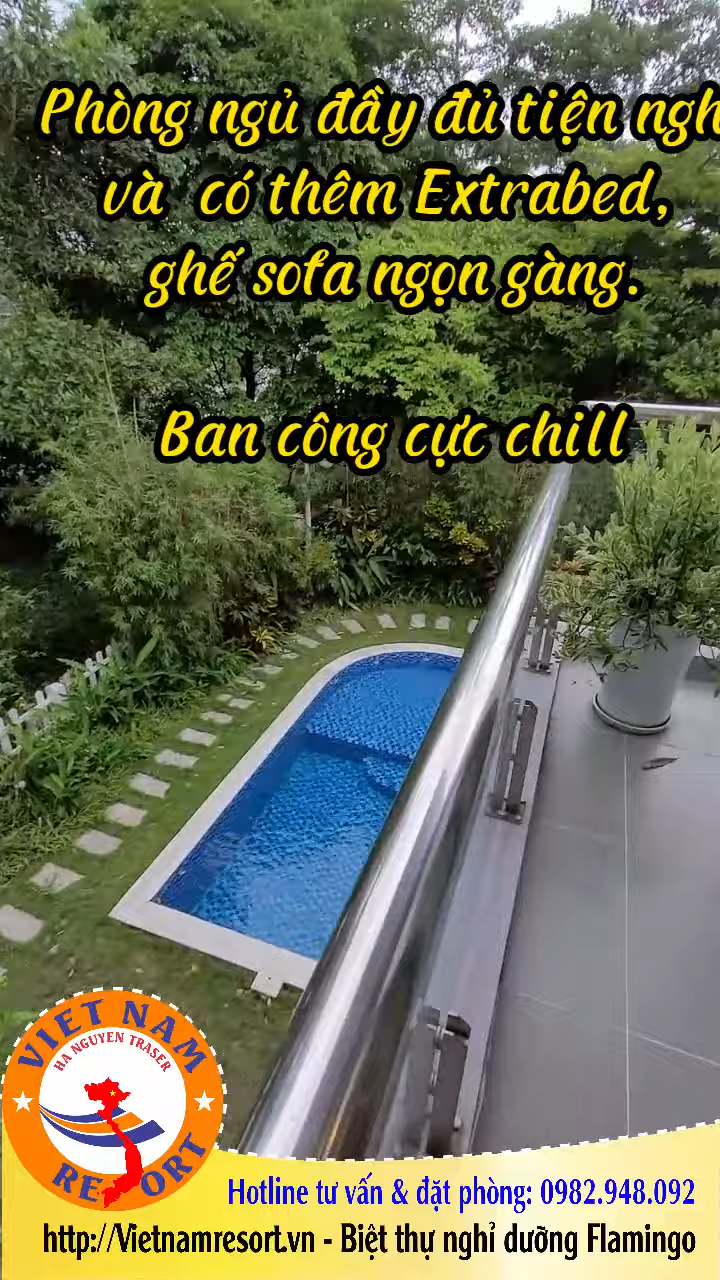 Phòng ngủ đầy đủ tiện ngh
và có thêm Extrabed,
ghế sofa ngọn gàng.
Ban công cực chill
VIET NAM
HA NGUYEN TRASER
RESORT
Hotline tư vấn & đặt phòng: 0982.948.092
http://Vietnamresort.vn - Biệt thự nghỉ dưỡng Flamingo